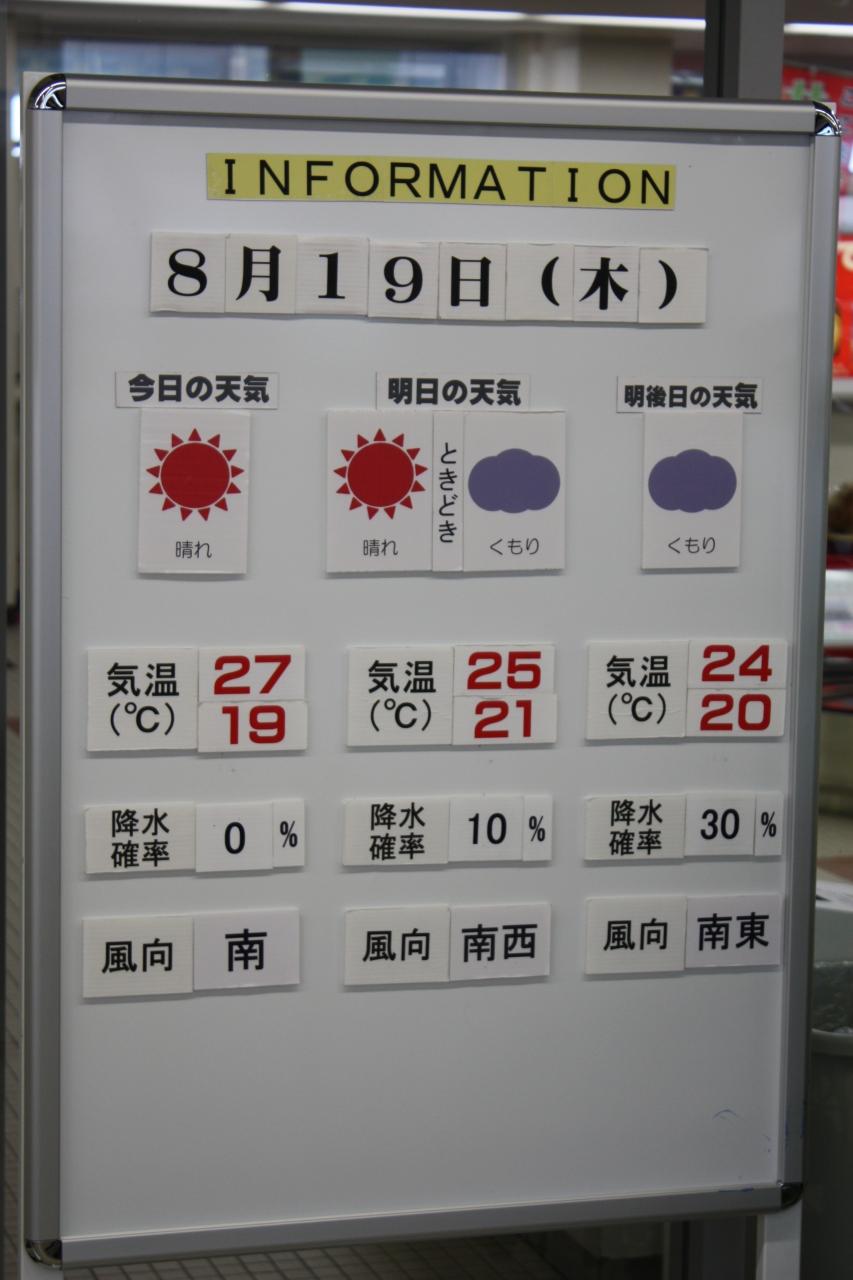 INFORMATION
8月19日(木)
今日の天気
晴れ
気温
(℃)
27
19
降水
確率
0%
風向
南
明日の天気
晴れ
ときどき
くもり
気温
(℃)
25
21
降水
確率
10%
風向
南西
明後日の天気
くもり
気温
(℃)
24
20
降水
確率
30%
風向
南東